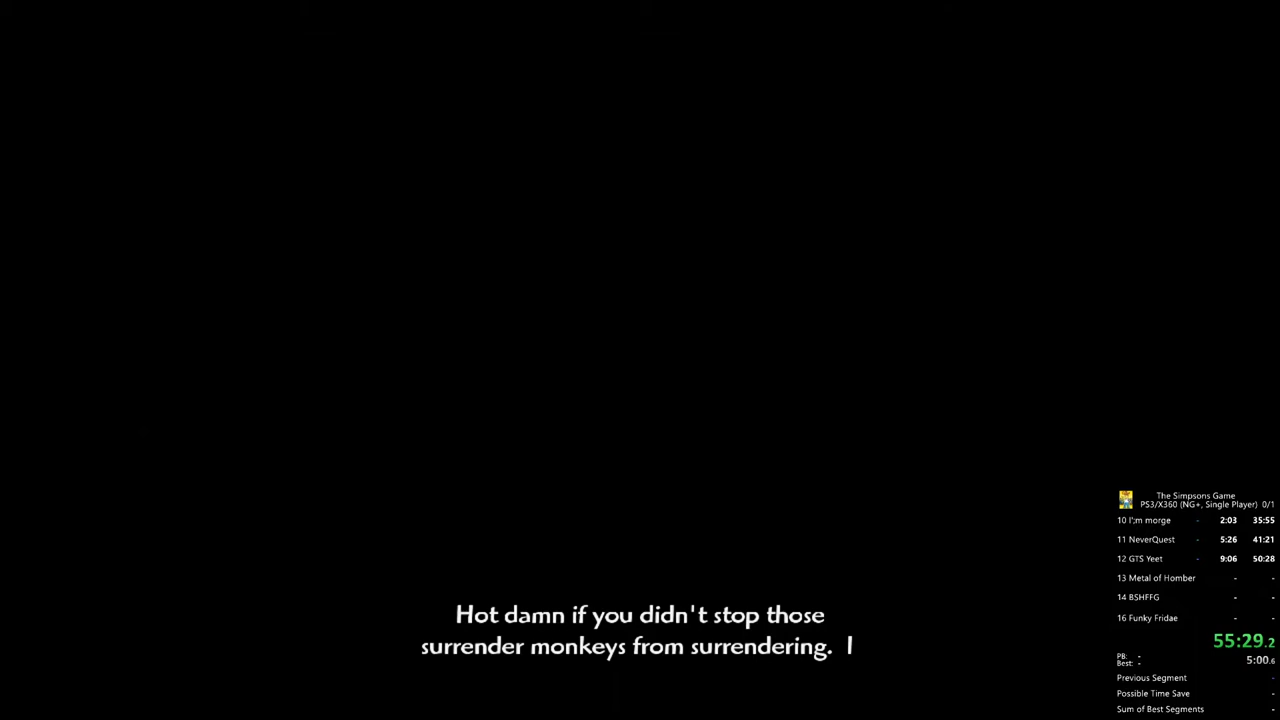 Hot damn if you didn't stop those
surrender monkeys from surrendering. I
The Simpsons Game
PS3/X360 (NG+, Single Player) 0/1
10 I';m morge - 2:03 35:55
11 NeverQuest - 5:26 41:21
12 GTS Yeet - 9:06 50:28
13 Metal of Homber - -
14 BSHFFG - -
16 Funky Fridae - -
55:29.2
PB: - 5:00.6
Best: -
Previous Segment -
Possible Time Save -
Sum of Best Segments -